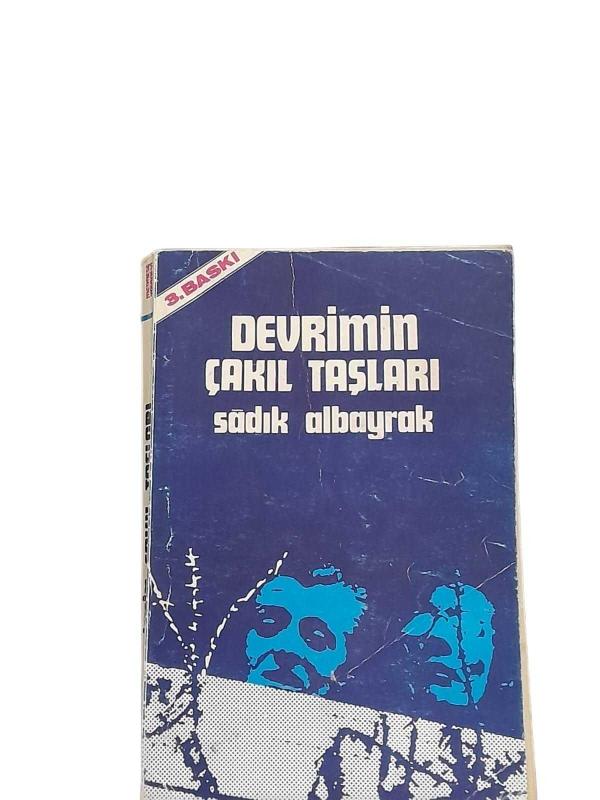 3. BASKI
DEVRİMİN
ÇAKIL TAŞLARI
sâdık albayrak